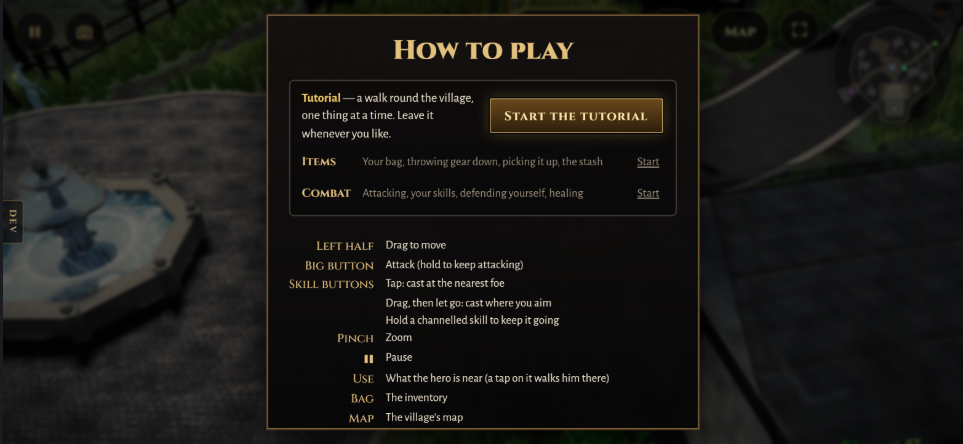 How to play
Tutorial — a walk round the village,
one thing at a time. Leave it
whenever you like.
Start the tutorial
Items Your bag, throwing gear down, picking it up, the stash Start
Combat Attacking, your skills, defending yourself, healing Start
Left half Drag to move
Big button Attack (hold to keep attacking)
Skill buttons Tap: cast at the nearest foe
Drag, then let go: cast where you aim
Hold a channelled skill to keep it going
Pinch Zoom
Pause
Use What the hero is near (a tap on it walks him there)
Bag The inventory
Map The village's map
Map
DEV